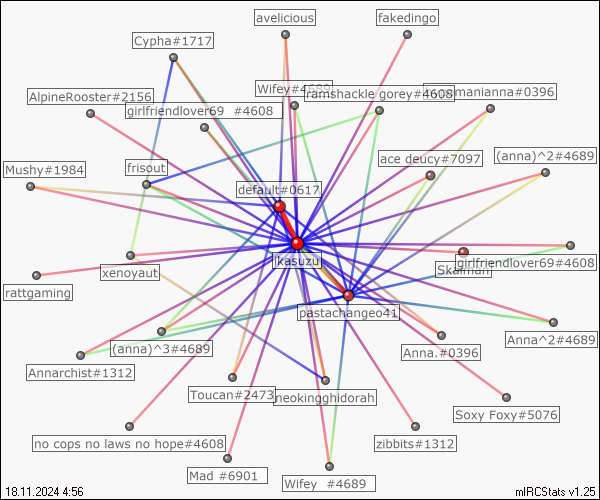 avelicious
fakedingo
Cypha#1717
Wifey#4689
AlpineRooster#2156
ramshackle gorey#4608
manianna#0396
girlfriendlover69 #4608
ace deucy#7097
(anna)^2#4689
Mushy#1984
frisout
default#0617
jkasuzu
Skaiman
girlfriendlover69#4608
rattgaming
xenoyaut
pastachangeo41
Anna^2#4689
(anna)^3#4689
Anna.#0396
Annarchist#1312
Toucan#2473
neokingghidorah
Soxy Foxy#5076
no cops no laws no hope#4608
zibbits#1312
Mad #6901
Wifey #4689
18.11.2024 4:56
mIRCStats v1.25